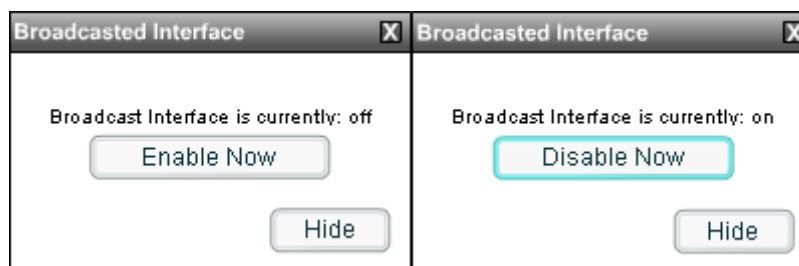 Broadcasted Interface X
Broadcast Interface is currently: off
Enable Now
Hide
Broadcasted Interface X
Broadcast Interface is currently: on
Disable Now
Hide